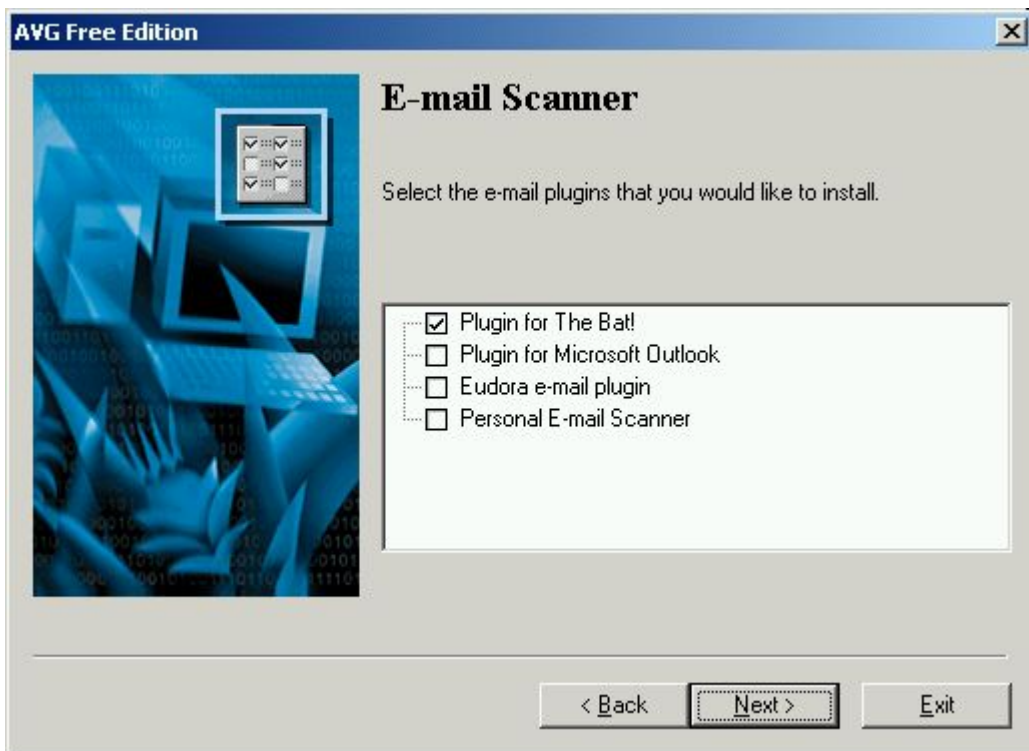 AVG Free Edition
E-mail Scanner
Select the e-mail plugins that you would like to install.
Plugin for The Bat!
Plugin for Microsoft Outlook
Eudora e-mail plugin
Personal E-mail Scanner
< Back
Next >
Exit